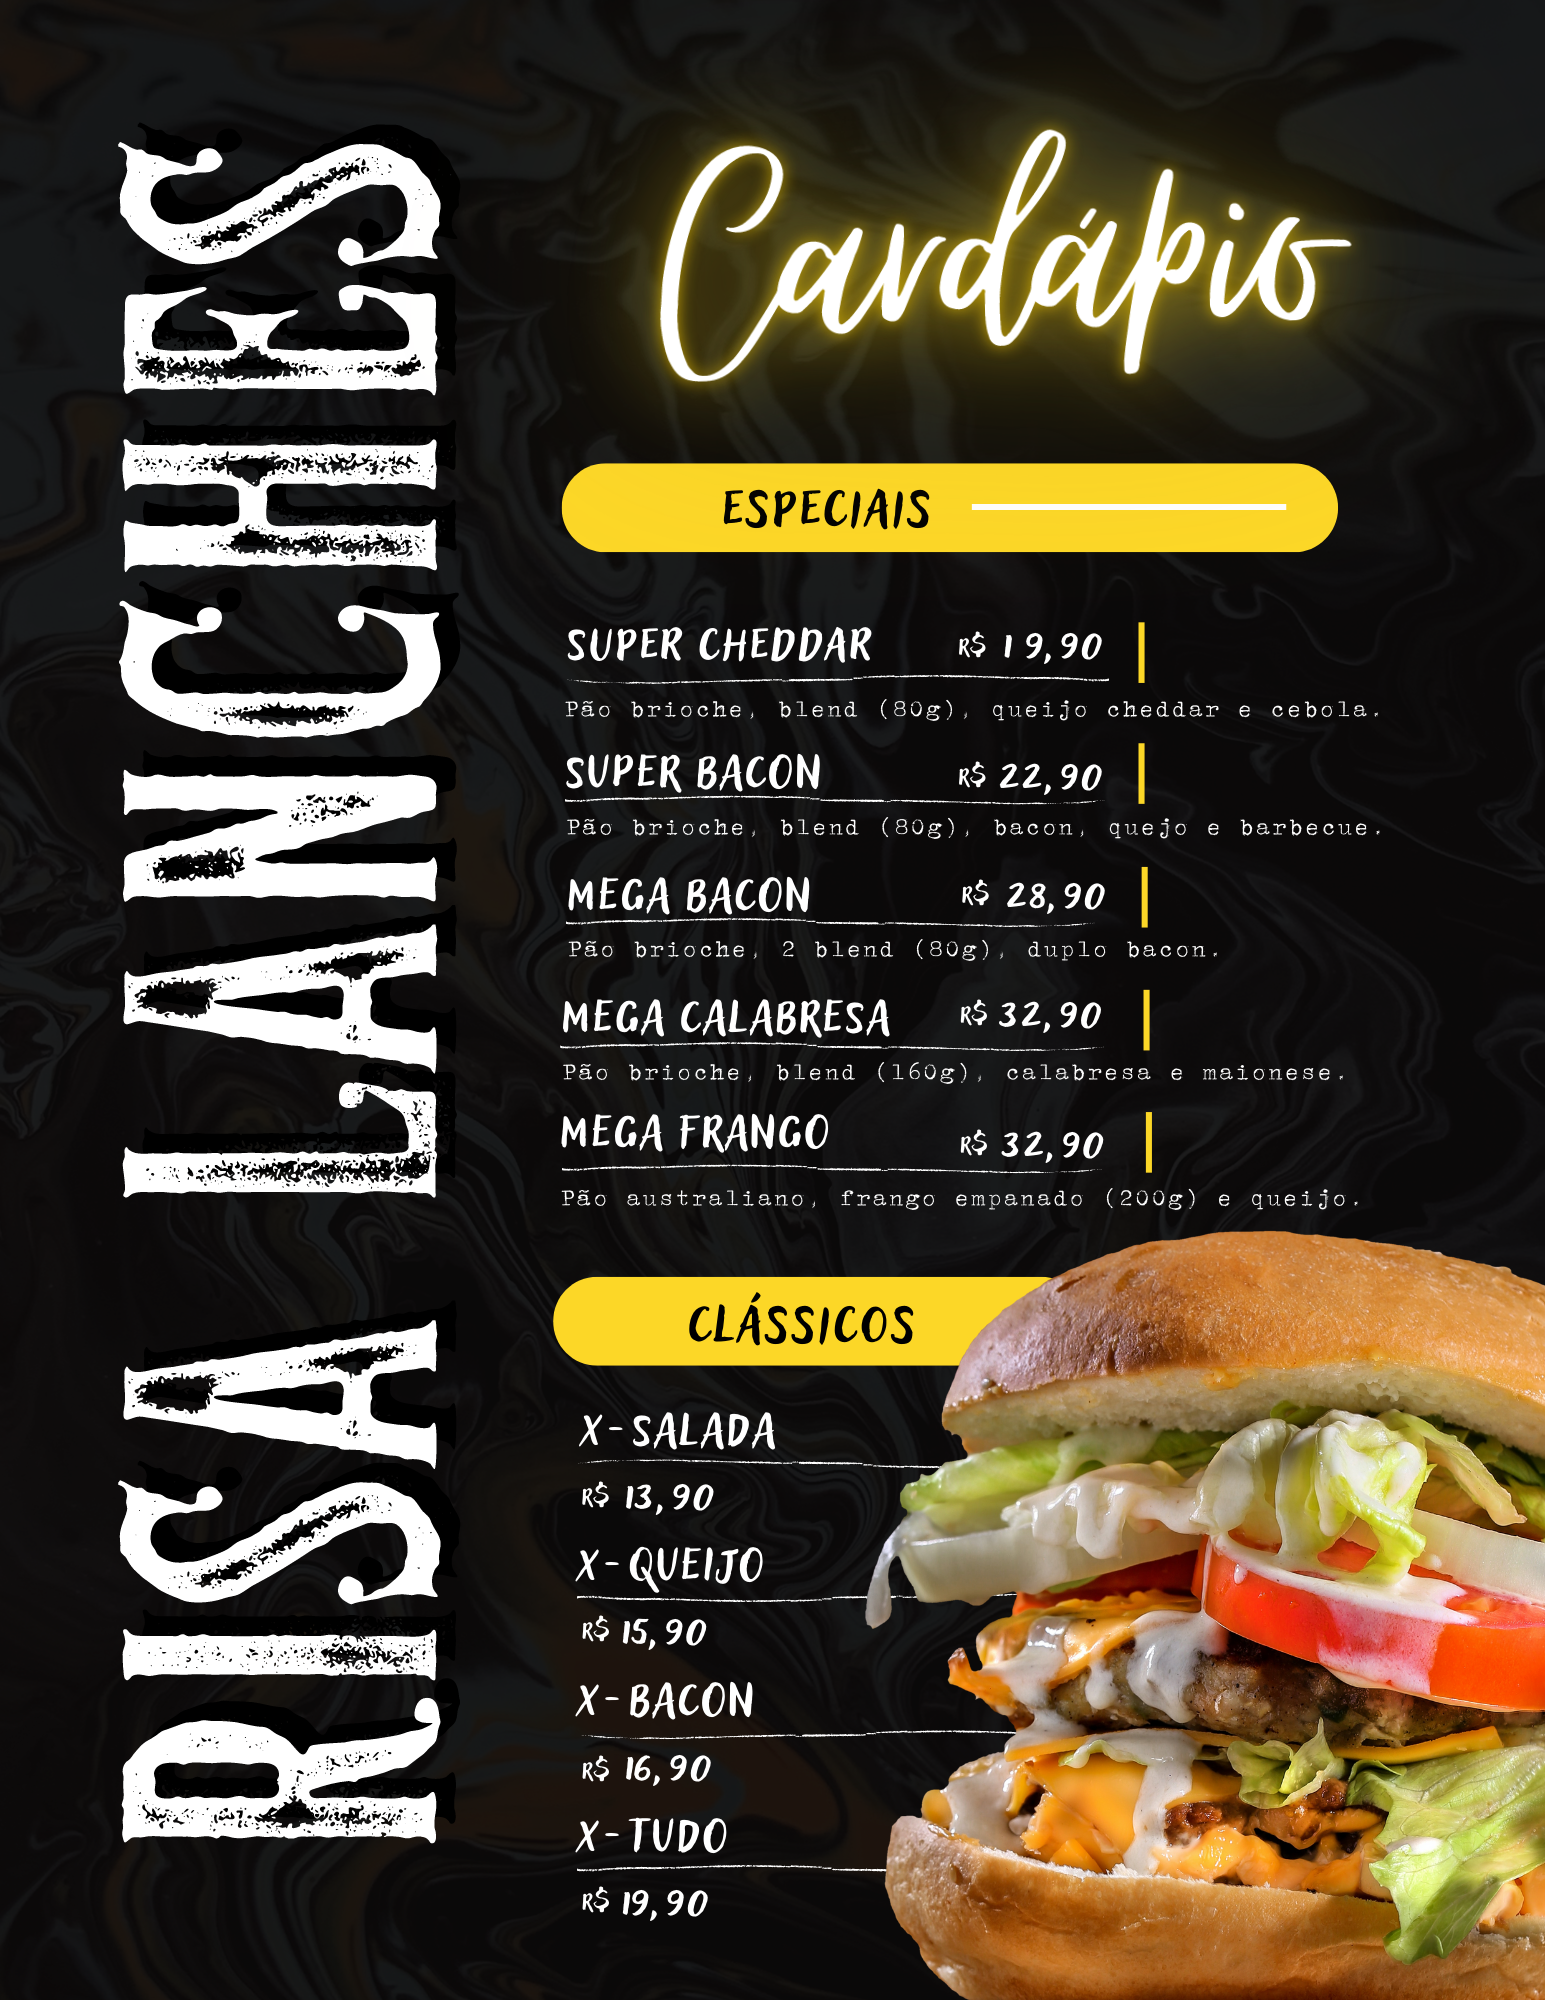 RISA LANCHES
Cardápio
ESPECIAIS
SUPER CHEDDAR R$ 19,90
Pão brioche, blend (80g), queijo cheddar e cebola.
SUPER BACON R$ 22,90
Pão brioche, blend (80g), bacon, quejo e barbecue.
MEGA BACON R$ 28,90
Pão brioche, 2 blend (80g), duplo bacon.
MEGA CALABRESA R$ 32,90
Pão brioche, blend (160g), calabresa e maionese.
MEGA FRANGO R$ 32,90
Pão australiano, frango empanado (200g) e queijo.
CLÁSSICOS
X-SALADA
R$ 13,90
X-QUEIJO
R$ 15,90
X-BACON
R$ 16,90
X-TUDO
R$ 19,90